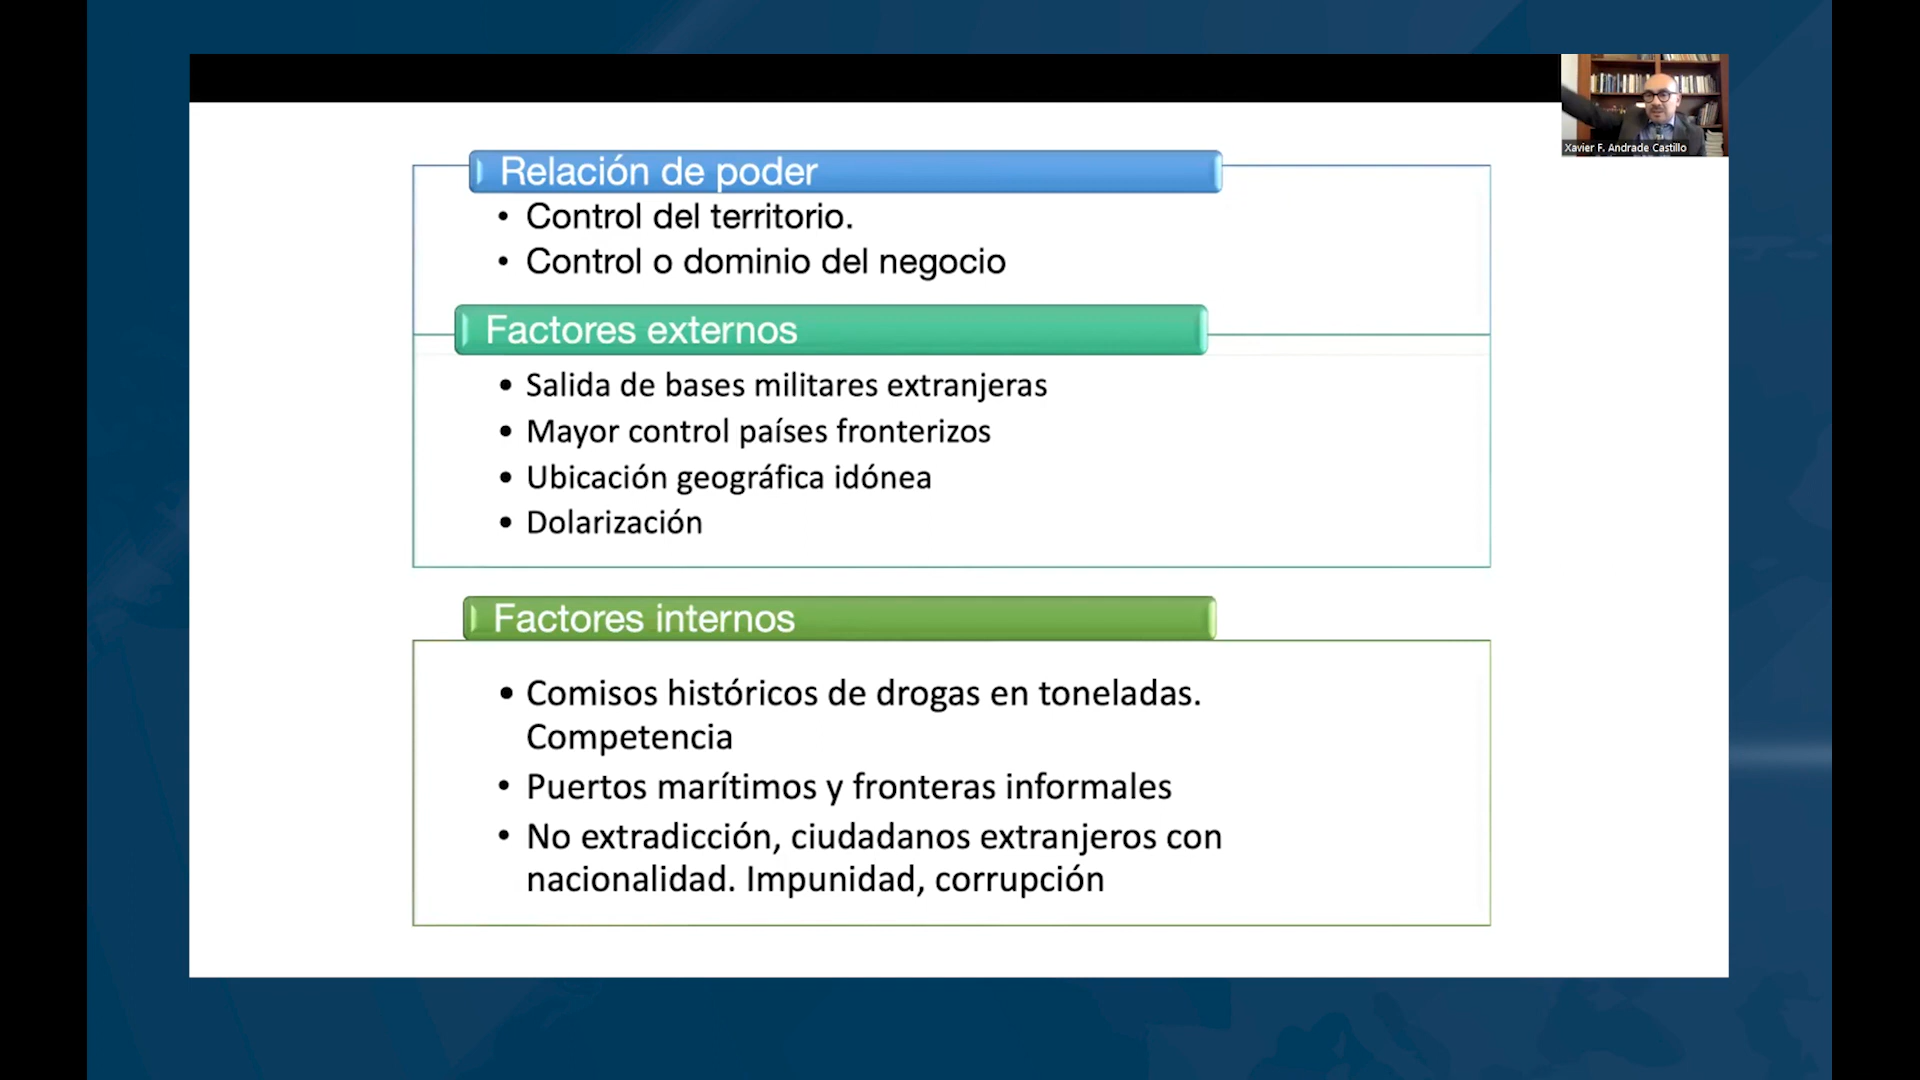 Xavier F. Andrade Castillo
Relación de poder
• Control del territorio.
• Control o dominio del negocio
Factores externos
• Salida de bases militares extranjeras
• Mayor control países fronterizos
• Ubicación geográfica idónea
• Dolarización
Factores internos
• Comisos históricos de drogas en toneladas.
Competencia
• Puertos marítimos y fronteras informales
• No extradicción, ciudadanos extranjeros con
nacionalidad. Impunidad, corrupción